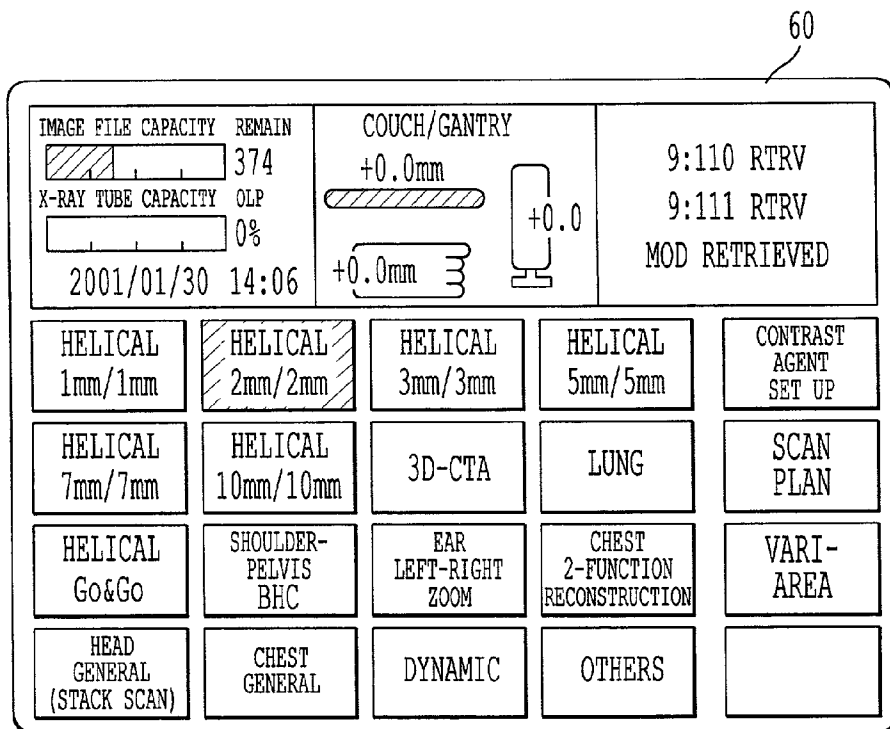 60
IMAGE FILE CAPACITY REMAIN
374
X-RAY TUBE CAPACITY OLP
0%
2001/01/30 14:06
COUCH/GANTRY
+0.0mm
+0.0
+0.0mm
9:110 RTRV
9:111 RTRV
MOD RETRIEVED
HELICAL
1mm/1mm
HELICAL
2mm/2mm
HELICAL
3mm/3mm
HELICAL
5mm/5mm
CONTRAST
AGENT
SET UP
HELICAL
7mm/7mm
HELICAL
10mm/10mm
3D-CTA
LUNG
SCAN
PLAN
HELICAL
Go&Go
SHOULDER-
PELVIS
BHC
EAR
LEFT-RIGHT
ZOOM
CHEST
2-FUNCTION
RECONSTRUCTION
VARI-
AREA
HEAD
GENERAL
(STACK SCAN)
CHEST
GENERAL
DYNAMIC
OTHERS